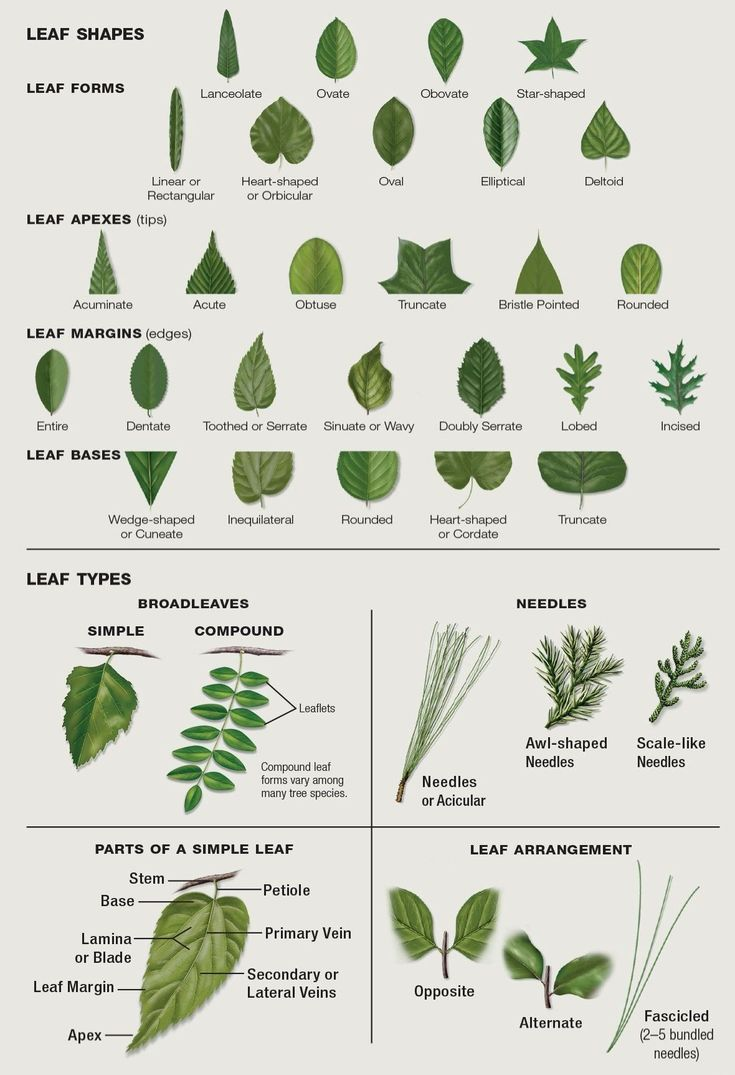 LEAF SHAPES
LEAF FORMS
Lanceolate
Ovate
Obovate
Star-shaped
Linear or
Rectangular
Heart-shaped
or Orbicular
Oval
Elliptical
Deltoid
LEAF APEXES (tips)
Acuminate
Acute
Obtuse
Truncate
Bristle Pointed
Rounded
LEAF MARGINS (edges)
Entire
Dentate
Toothed or Serrate
Sinuate or Wavy
Doubly Serrate
Lobed
Incised
LEAF BASES
Wedge-shaped
or Cuneate
Inequilateral
Rounded
Heart-shaped
or Cordate
Truncate
LEAF TYPES
BROADLEAVES
SIMPLE
COMPOUND
Leaflets
Compound leaf
forms vary among
many tree species.
NEEDLES
Needles
or Acicular
Awl-shaped
Needles
Scale-like
Needles
PARTS OF A SIMPLE LEAF
Stem
Petiole
Base
Primary Vein
Lamina
or Blade
Secondary or
Lateral Veins
Leaf Margin
Apex
LEAF ARRANGEMENT
Opposite
Alternate
Fascicled
(2–5 bundled
needles)